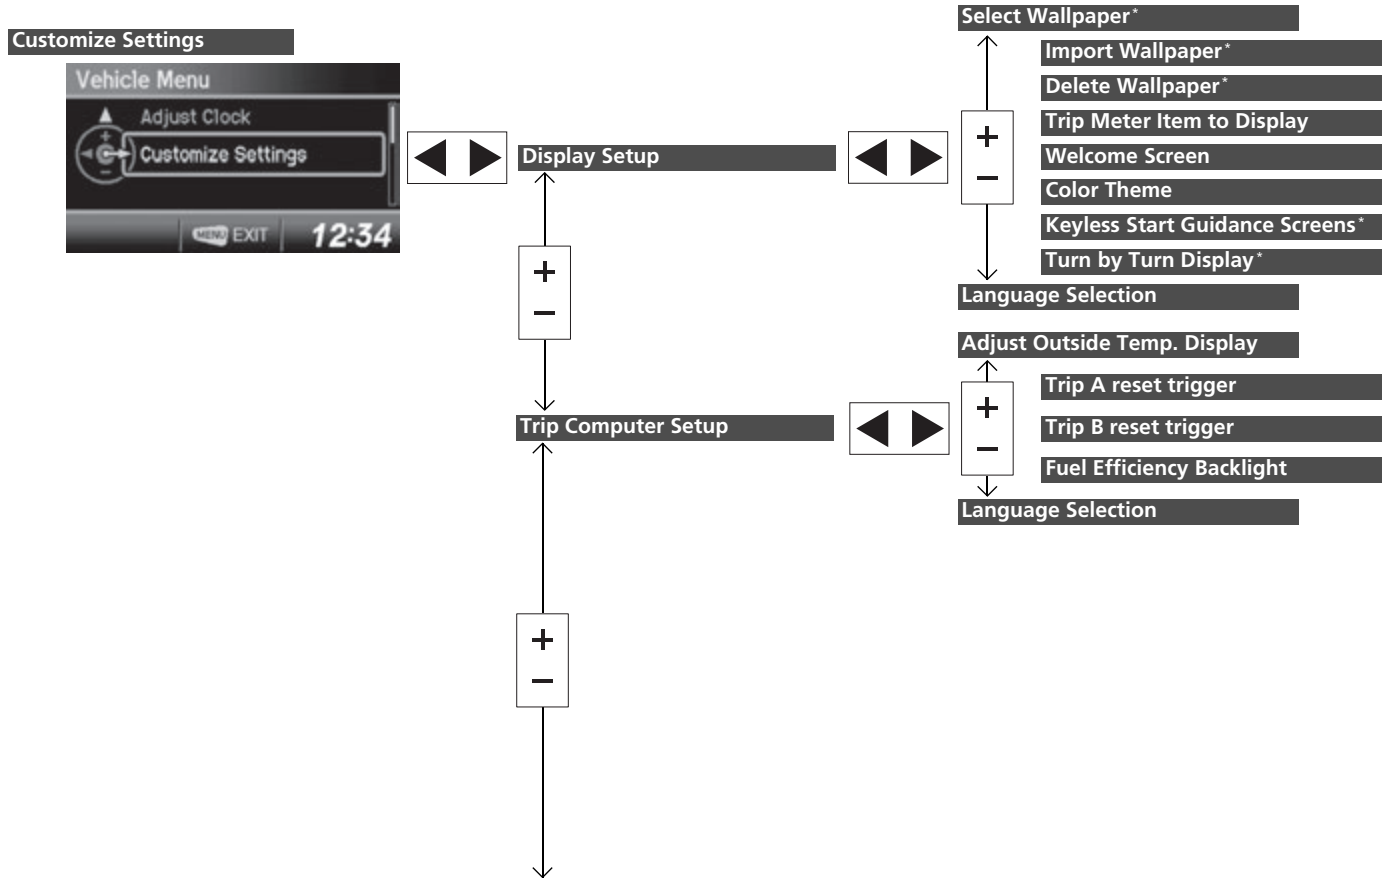 Customize Settings
Vehicle Menu
Adjust Clock
+
Customize Settings
−
MENU EXIT 12:34
Display Setup
+
−
Select Wallpaper*
Import Wallpaper*
Delete Wallpaper*
Trip Meter Item to Display
Welcome Screen
Color Theme
Keyless Start Guidance Screens*
Turn by Turn Display*
+
−
Language Selection
Trip Computer Setup
Adjust Outside Temp. Display
Trip A reset trigger
Trip B reset trigger
Fuel Efficiency Backlight
+
−
Language Selection
+
−